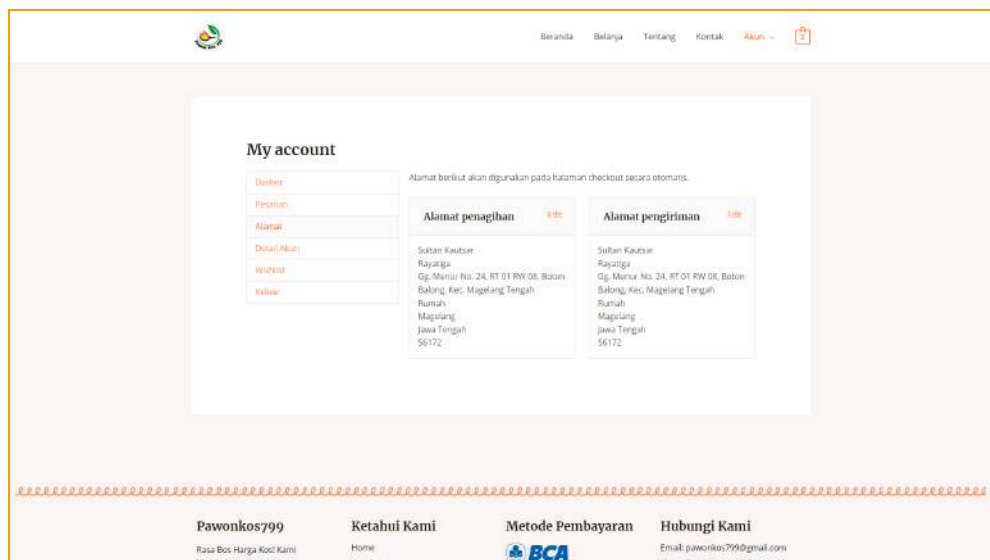 Beranda Belanja Tentang Kontak Akun
My account
Dasbor
Pesanan
Alamat
Detail Akun
Wishlist
Keluar
Alamat berikut akan digunakan pada halaman checkout secara otomatis.
Alamat penagihan Edit
Sultan Kautsar
Rayatiga
Gg. Menur No. 24, RT 01 RW 08, Boton
Balong, Kec. Magelang Tengah
Rumah
Magelang
Jawa Tengah
56172
Alamat pengiriman Edit
Sultan Kautsar
Rayatiga
Gg. Menur No. 24, RT 01 RW 08, Boton
Balong, Kec. Magelang Tengah
Rumah
Magelang
Jawa Tengah
56172
Pawonkos799
Rasa Bos Harga Kos! Kami
Ketahui Kami
Home
Metode Pembayaran
BCA
Hubungi Kami
Email: pawonkos799@gmail.com